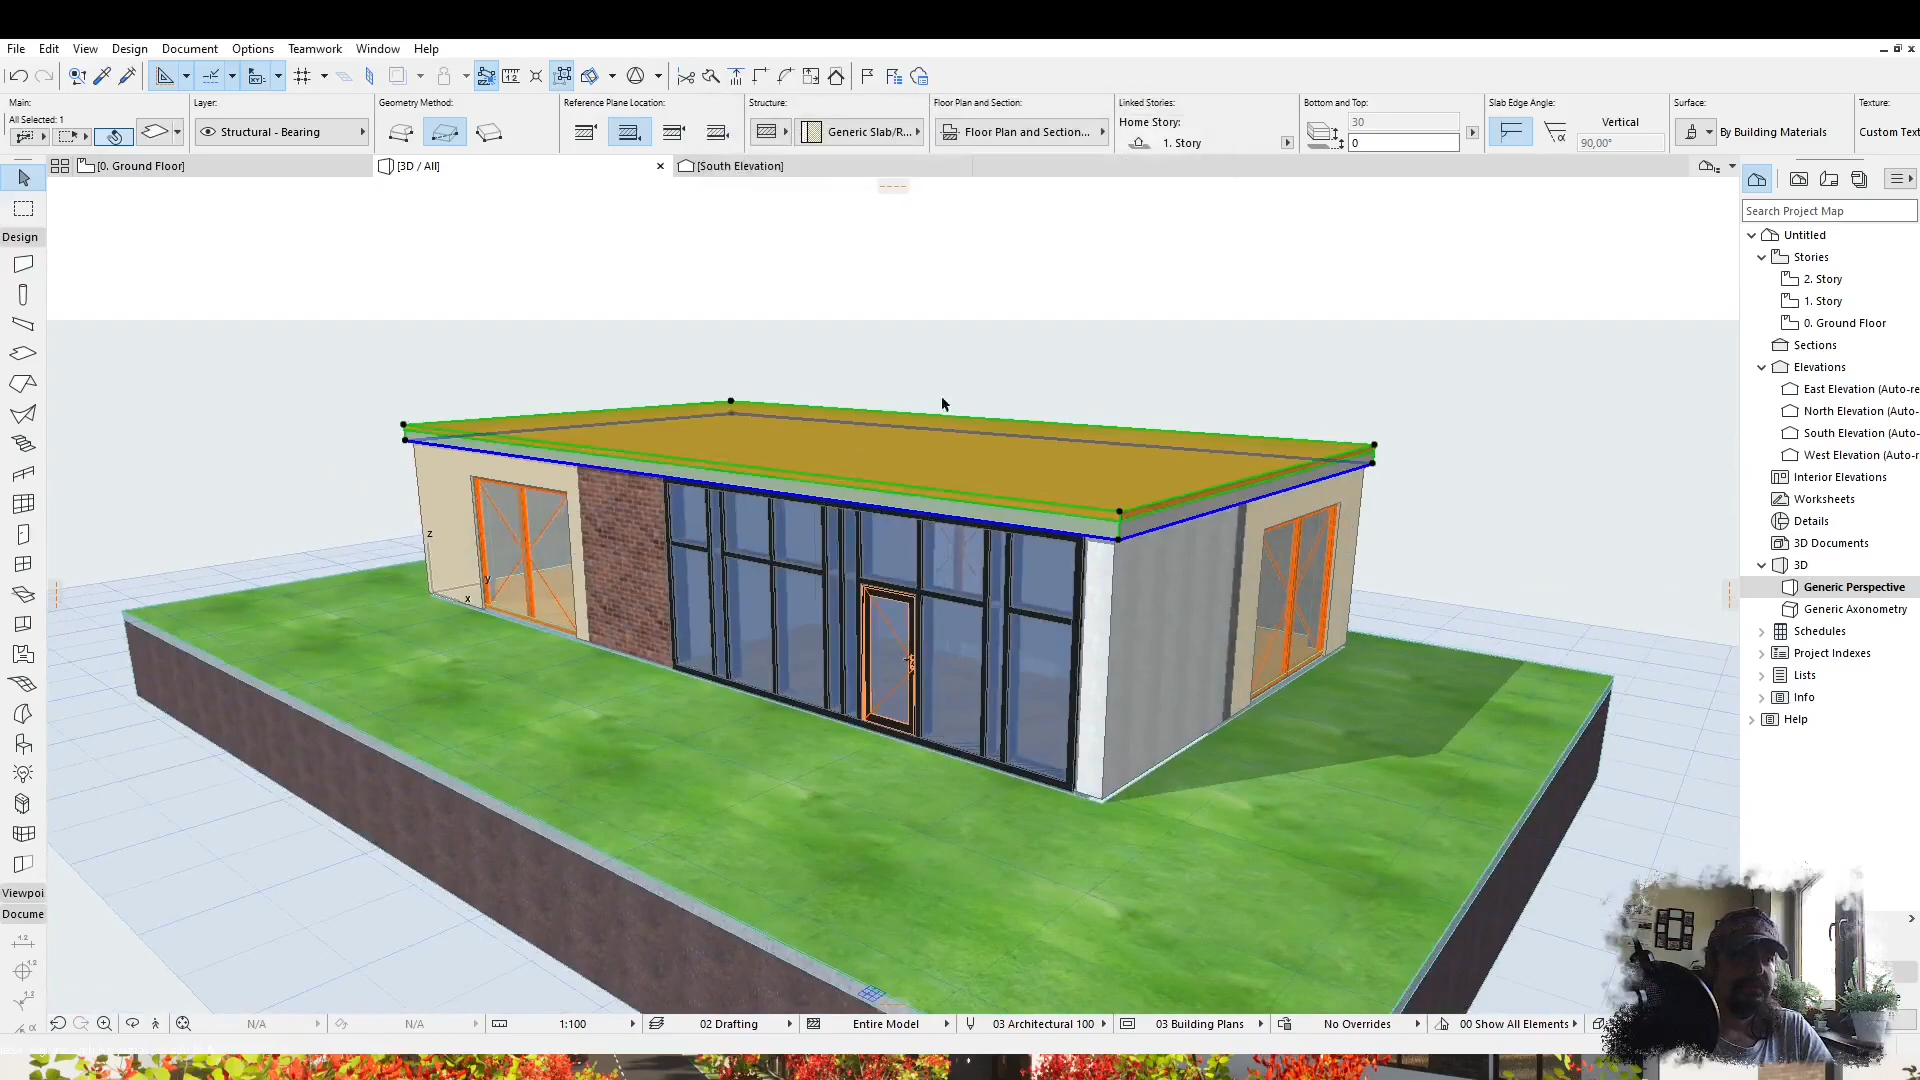 File Edit View Design Document Options Teamwork Window Help
Main: Layer: Geometry Method: Reference Plane Location: Structure: Floor Plan and Section: Linked Stories: Bottom and Top: Slab Edge Angle: Surface: Texture:
All Selected: 1
Structural - Bearing
Generic Slab/R...
Floor Plan and Section...
Home Story:
1. Story
30
0
Vertical
90,00°
By Building Materials
Custom Text
[0. Ground Floor]
[3D / All]
[South Elevation]
Design
Viewpoi
Docume
z
y
x
Search Project Map
Untitled
Stories
2. Story
1. Story
0. Ground Floor
Sections
Elevations
East Elevation (Auto-re
North Elevation (Auto-
South Elevation (Auto-
West Elevation (Auto-r
Interior Elevations
Worksheets
Details
3D Documents
3D
Generic Perspective
Generic Axonometry
Schedules
Project Indexes
Lists
Info
Help
N/A N/A 1:100 02 Drafting Entire Model 03 Architectural 100 03 Building Plans No Overrides 00 Show All Elements